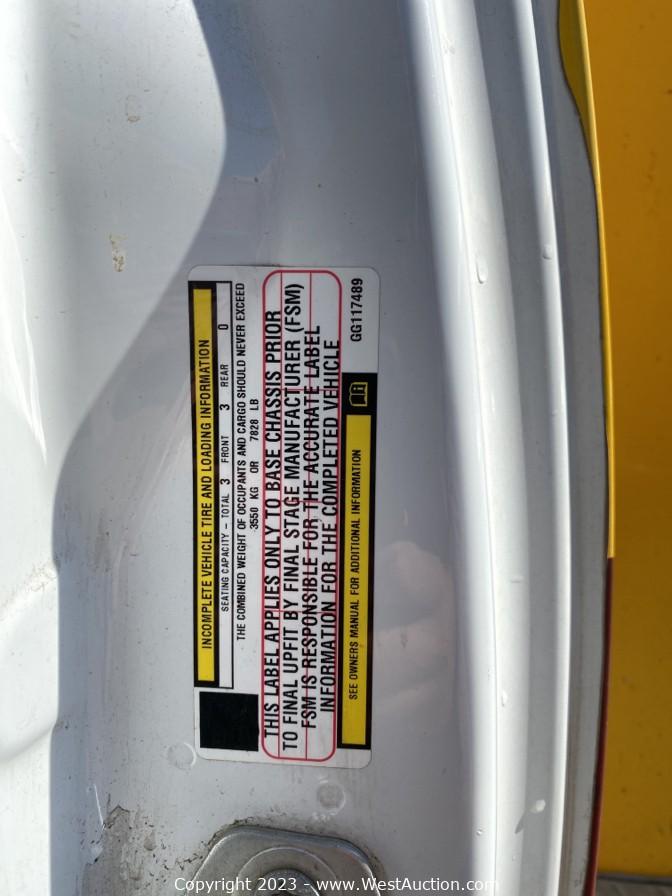 INCOMPLETE VEHICLE TIRE AND LOADING INFORMATION
SEATING CAPACITY – TOTAL 3 FRONT 3 REAR 0
THE COMBINED WEIGHT OF OCCUPANTS AND CARGO SHOULD NEVER EXCEED
3550 KG OR 7828 LB
THIS LABEL APPLIES ONLY TO BASE CHASSIS PRIOR
TO FINAL UPFIT BY FINAL STAGE MANUFACTURER (FSM)
FSM IS RESPONSIBLE FOR THE ACCURATE LABEL
INFORMATION FOR THE COMPLETED VEHICLE
SEE OWNERS MANUAL FOR ADDITIONAL INFORMATION
GG117489
Copyright © 2023 - www.WestAuction.com